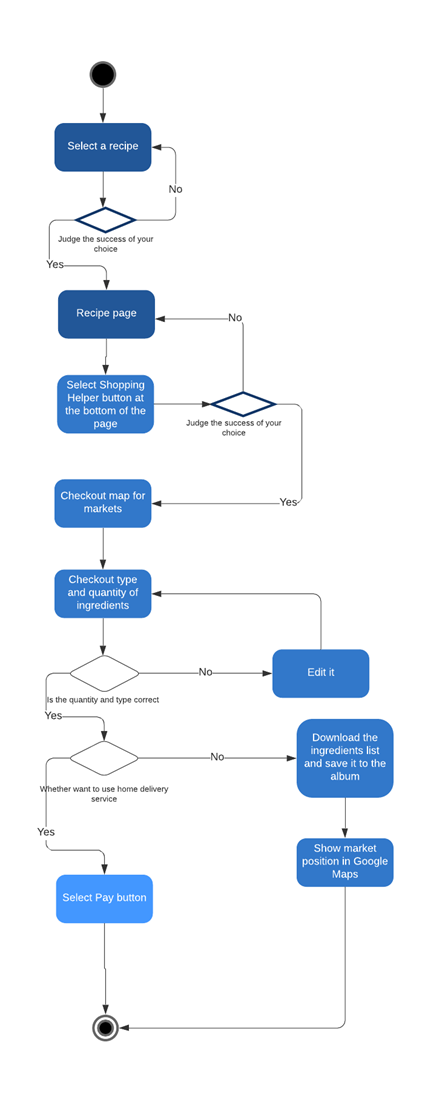 Select a recipe
No
Judge the success of your
choice
Yes
Recipe page
No
Select Shopping
Helper button at
the bottom of the
page
Judge the success of your
choice
Checkout map for
markets
Yes
Checkout type
and quantity of
ingredients
No
Edit it
Is the quantity and type correct
Yes
Download the
ingredients list
and save it to the
album
No
Whether want to use home delivery
service
Yes
Show market
position in Google
Maps
Select Pay button